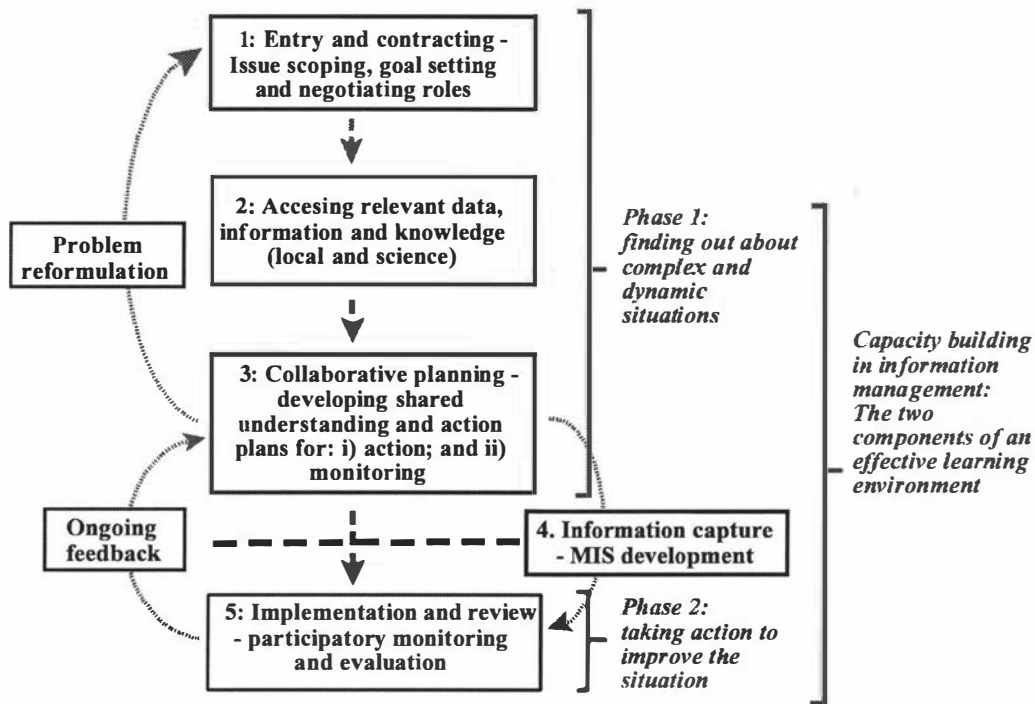 1: Entry and contracting -
Issue scoping, goal setting
and negotiating roles
2: Accesing relevant data,
information and knowledge
(local and science)
Problem
reformulation
Phase 1:
finding out about
complex and
dynamic
situations
3: Collaborative planning -
developing shared
understanding and action
plans for: i) action; and ii)
monitoring
Capacity building
in information
management:
The two
components of an
effective learning
environment
Ongoing
feedback
4. Information capture
- MIS development
5: Implementation and review
- participatory monitoring
and evaluation
Phase 2:
taking action to
improve the
situation